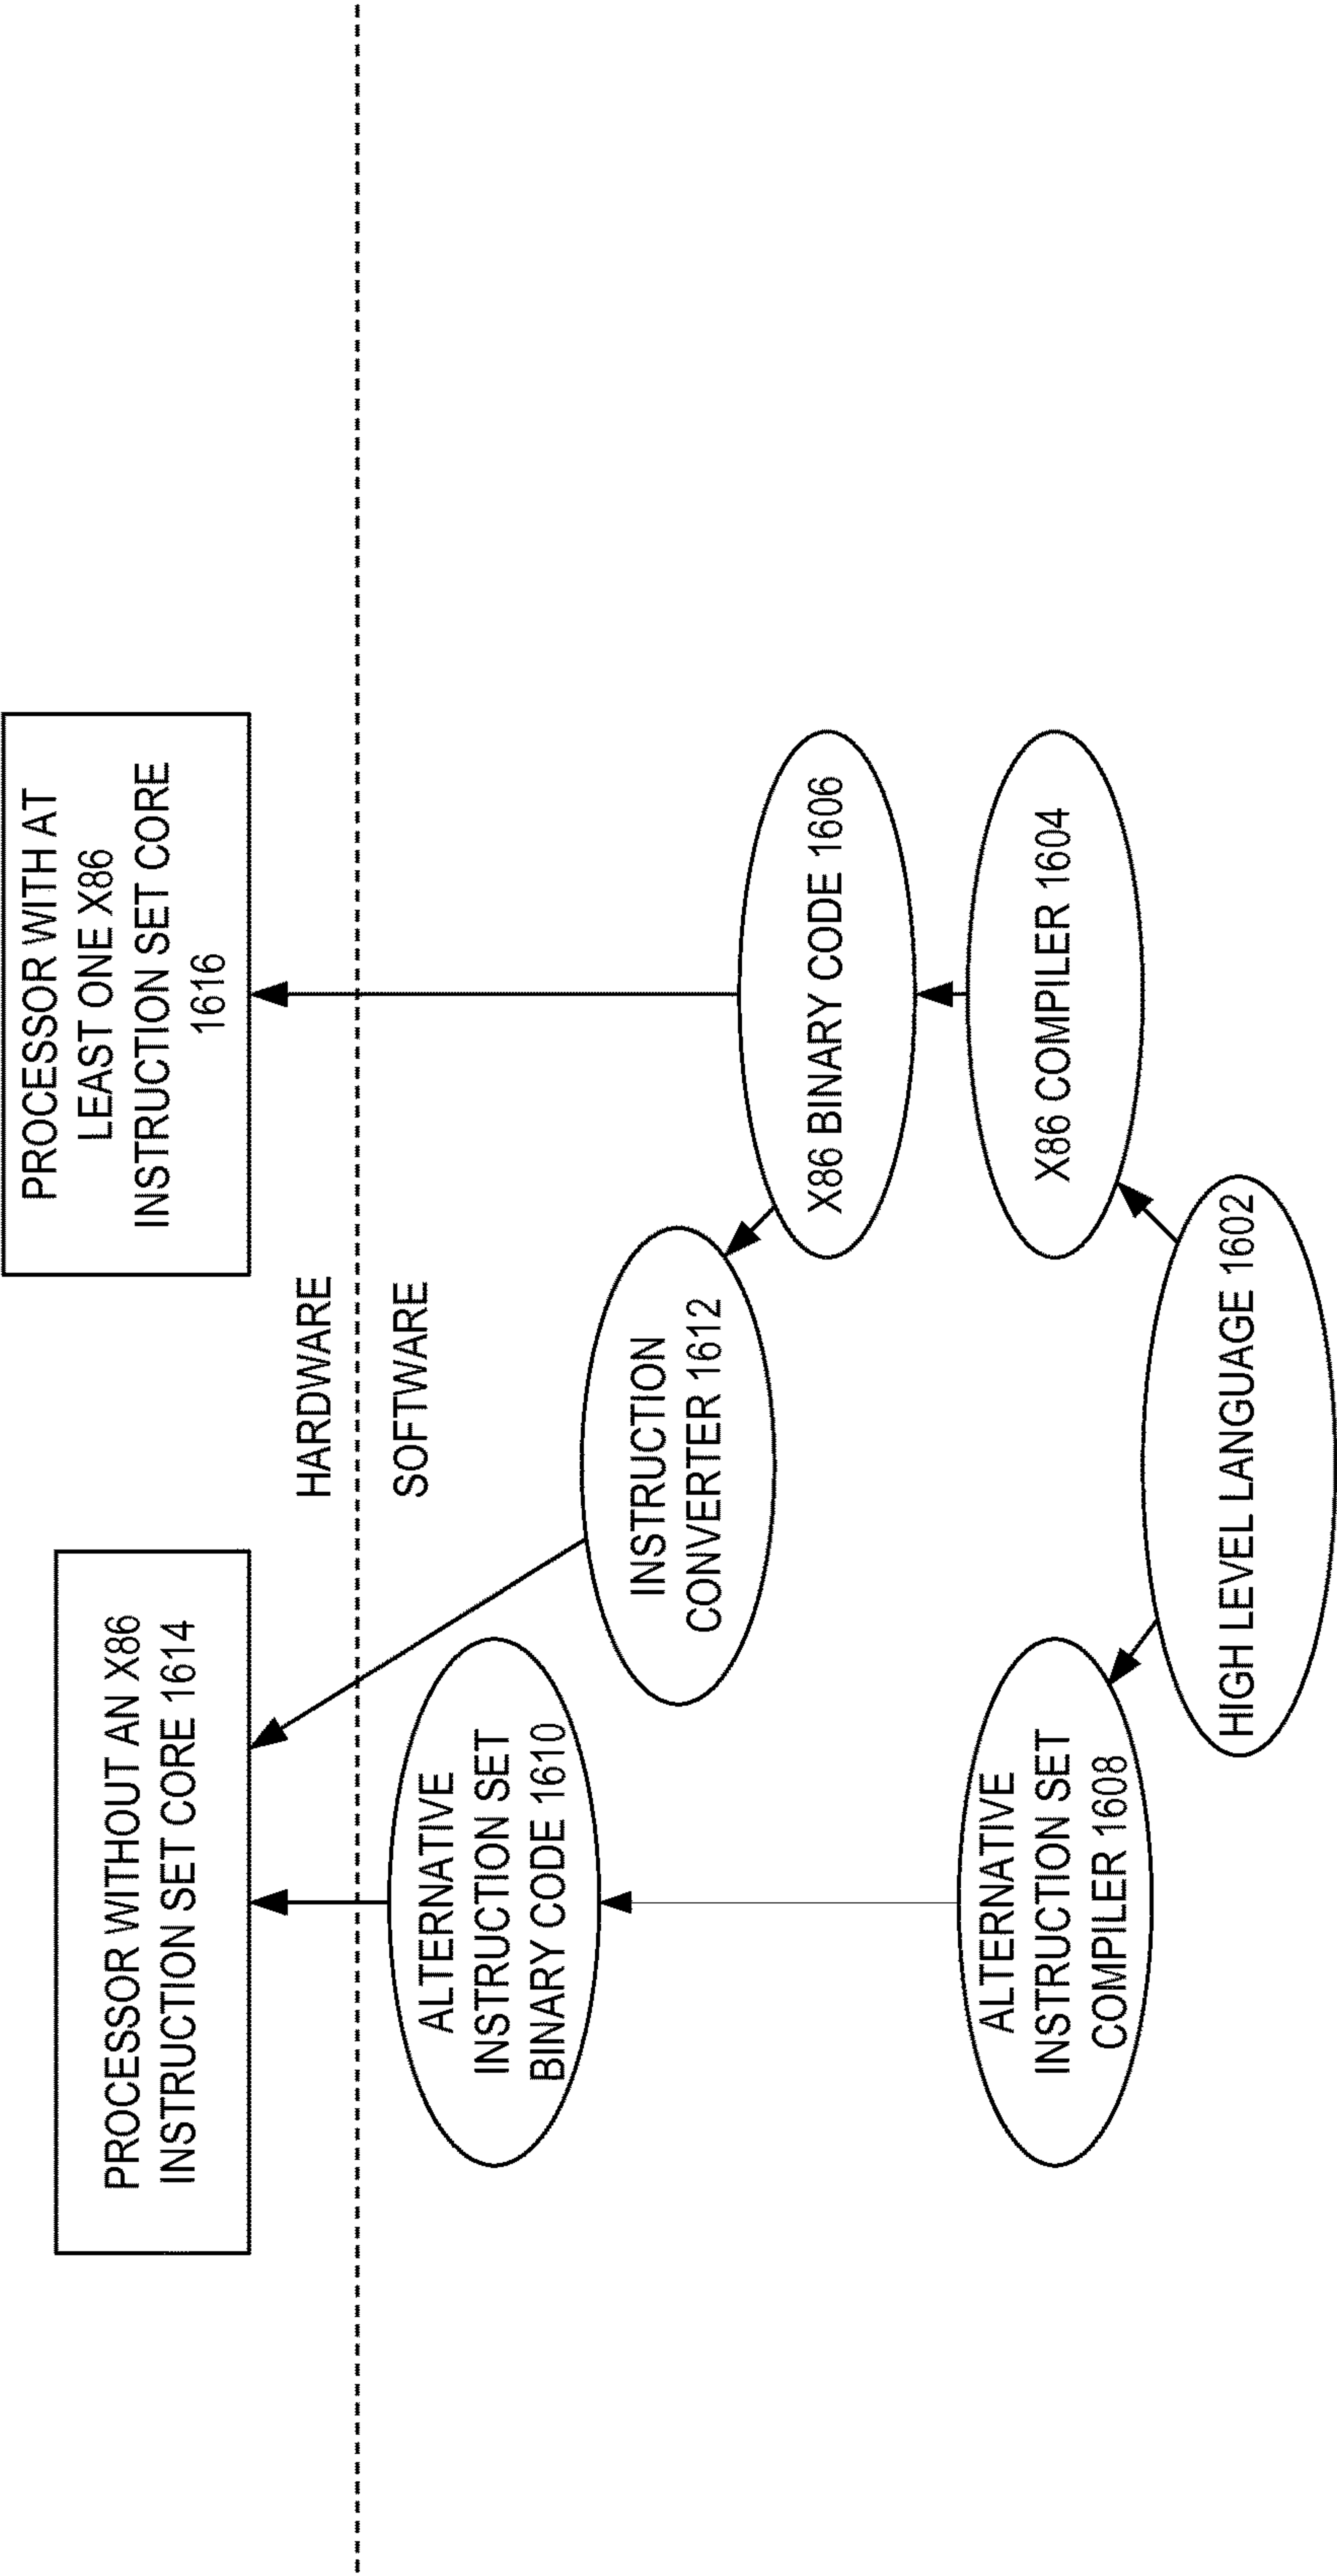 PROCESSOR WITHOUT AN X86
INSTRUCTION SET CORE 1614
PROCESSOR WITH AT
LEAST ONE X86
INSTRUCTION SET CORE
1616
HARDWARE
SOFTWARE
ALTERNATIVE
INSTRUCTION SET
BINARY CODE 1610
INSTRUCTION
CONVERTER 1612
X86 BINARY CODE 1606
ALTERNATIVE
INSTRUCTION SET
COMPILER 1608
X86 COMPILER 1604
HIGH LEVEL LANGUAGE 1602